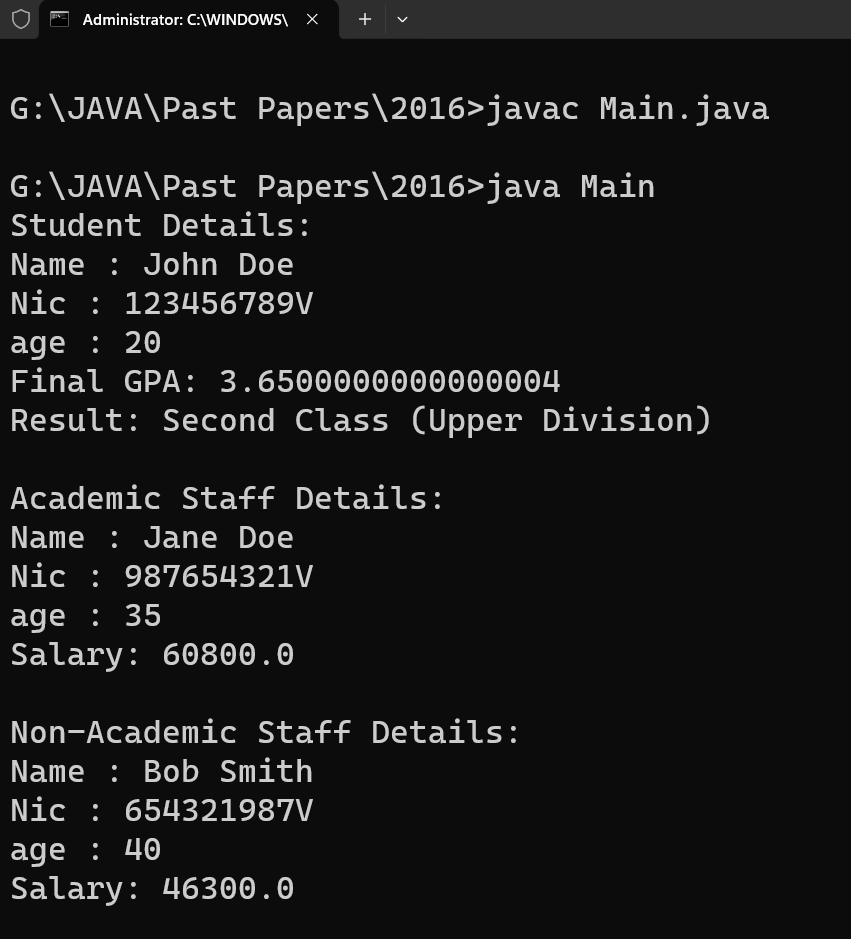 Administrator: C:\WINDOWS\
G:\JAVA\Past Papers\2016>javac Main.java
G:\JAVA\Past Papers\2016>java Main
Student Details:
Name : John Doe
Nic : 123456789V
age : 20
Final GPA: 3.6500000000000004
Result: Second Class (Upper Division)
Academic Staff Details:
Name : Jane Doe
Nic : 987654321V
age : 35
Salary: 60800.0
Non-Academic Staff Details:
Name : Bob Smith
Nic : 654321987V
age : 40
Salary: 46300.0